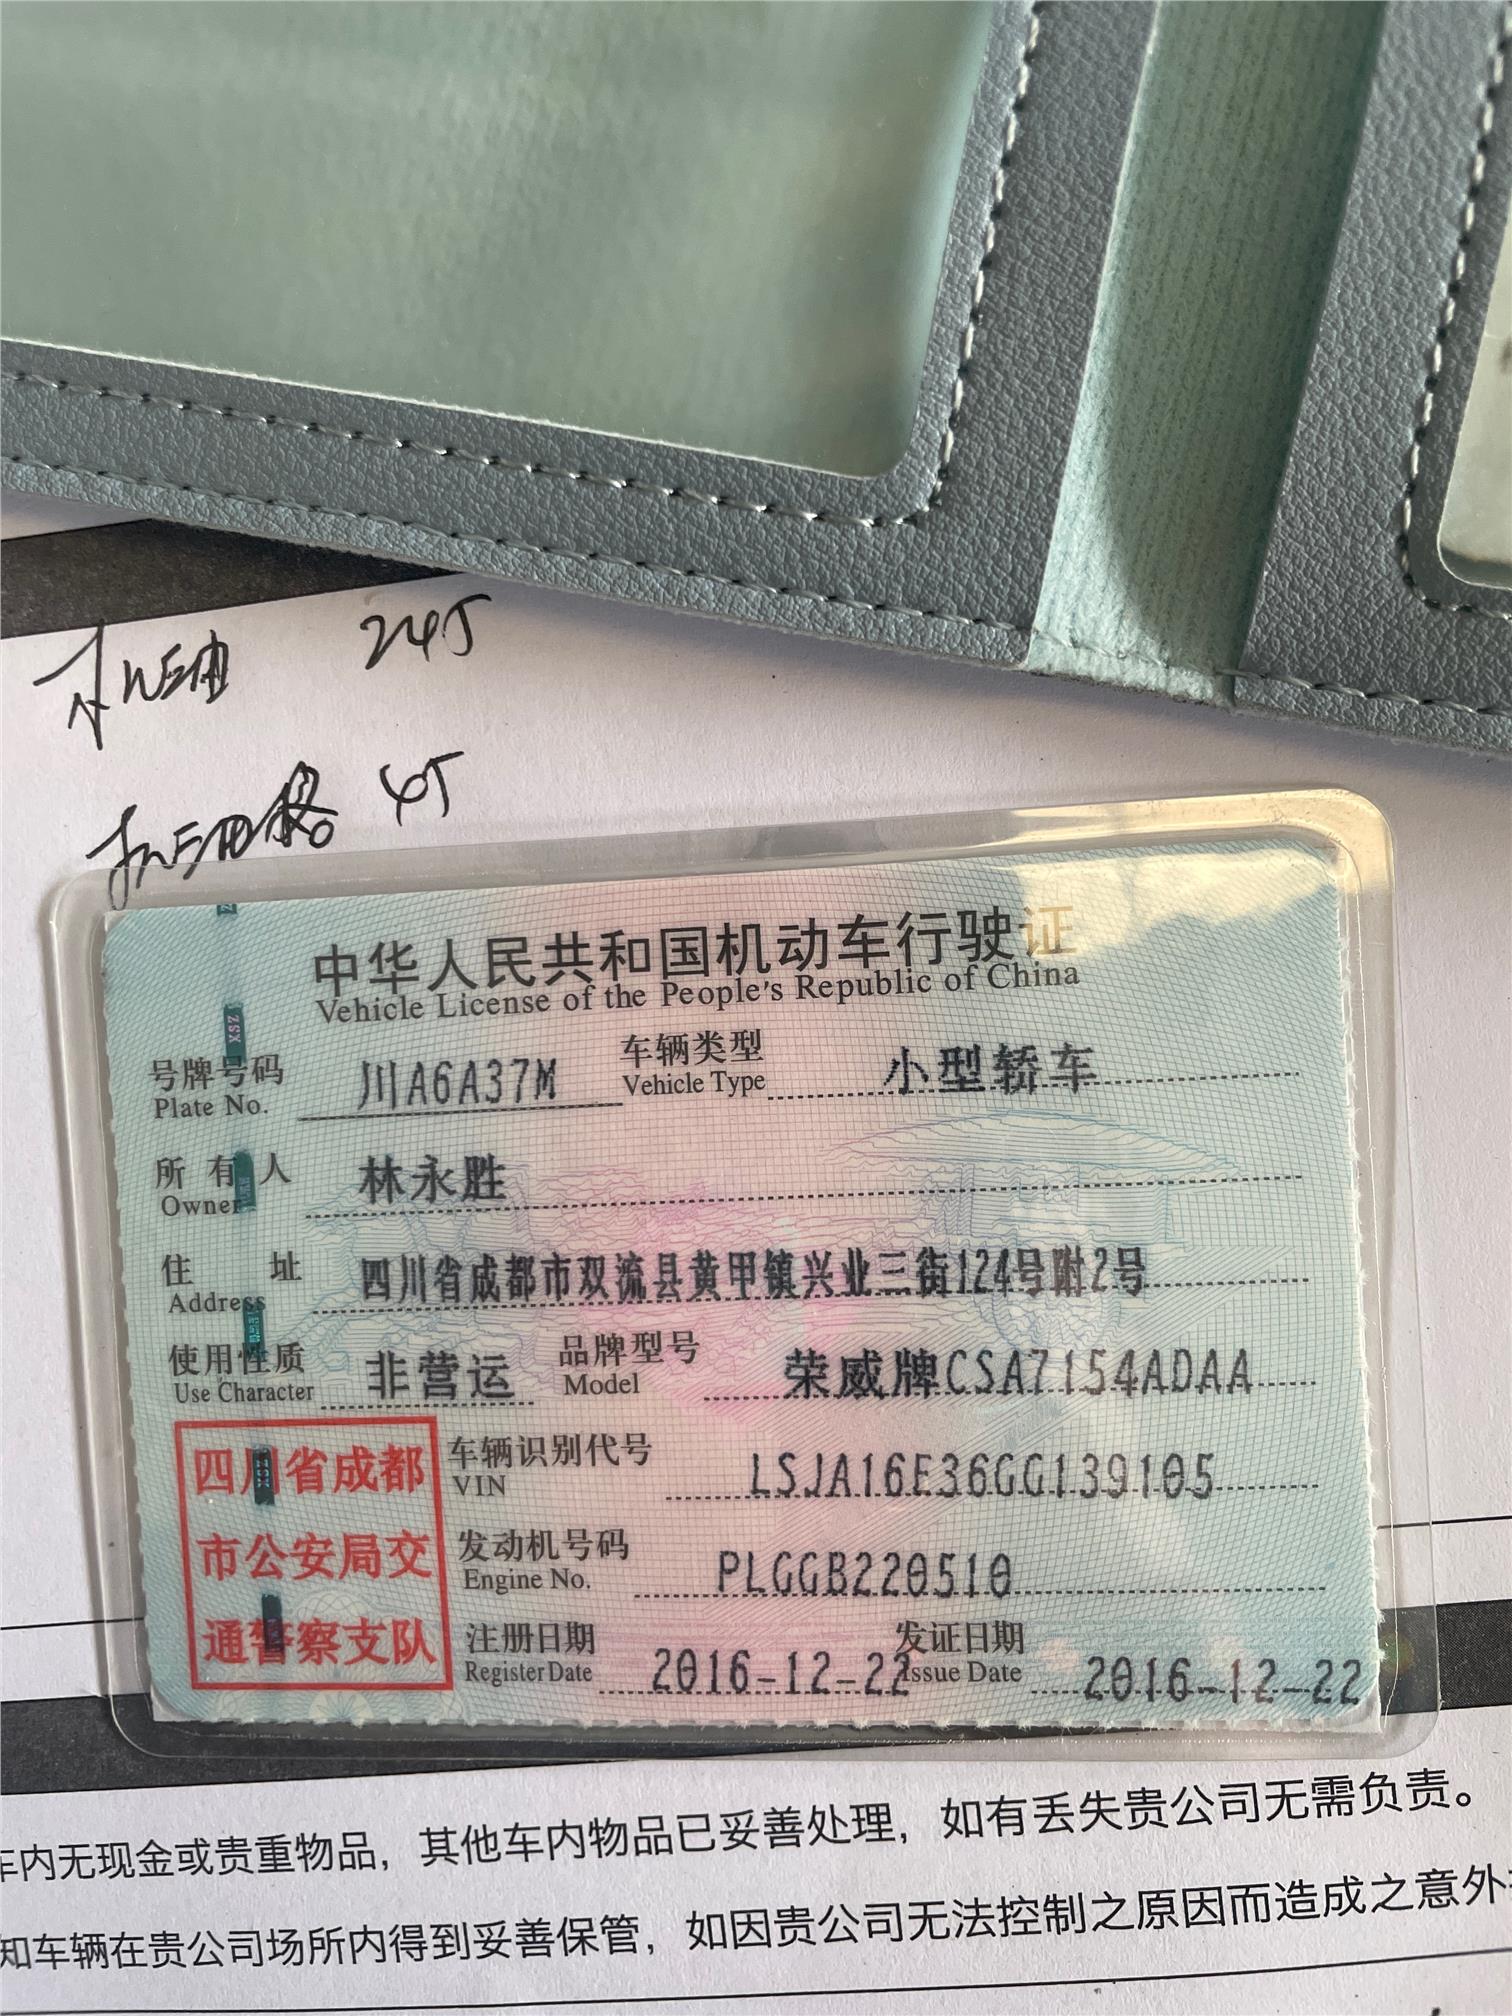 24
中华人民共和国机动车行驶证
Vehicle License of the People's Republic of China
号牌号码 川A6A37M 车辆类型 小型轿车
Plate No. Vehicle Type
所有人 林永胜
Owner
住址 四川省成都市双流县黄甲镇兴业三街124号附2号
Address
使用性质 非营运 品牌型号 荣威牌CSA7154ADAA
Use Character Model
四川省成都
市公安局交
通警察支队
车辆识别代号 LSJA16E36GG139105
VIN
发动机号码 PLGGB220510
Engine No.
注册日期 2016-12-22 发证日期 2016-12-22
Register Date Issue Date
车内无现金或贵重物品，其他车内物品已妥善处理，如有丢失贵公司无需负责。
知车辆在贵公司场所内得到妥善保管，如因贵公司无法控制之原因而造成之意外